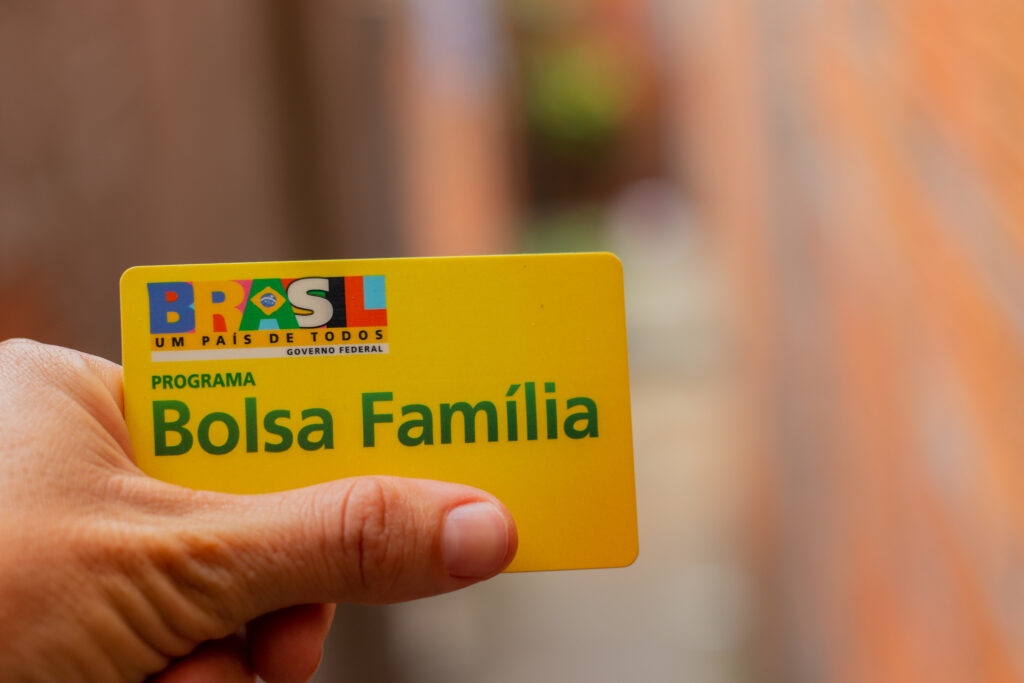 BRASIL
UM PAÍS DE TODOS
GOVERNO FEDERAL
PROGRAMA
Bolsa Família